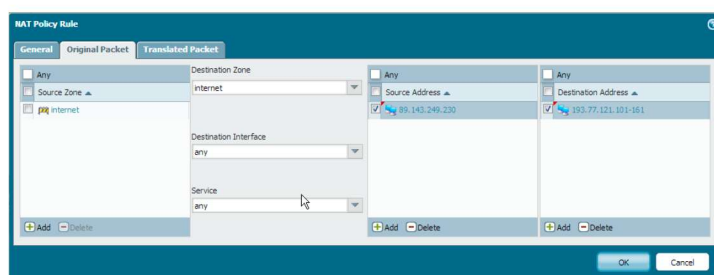 NAT Policy Rule
General
Original Packet
Translated Packet
Any
Source Zone
internet
Add
Delete
Destination Zone
internet
Destination Interface
any
Service
any
Any
Source Address
89.143.249.230
Add
Delete
Any
Destination Address
193.77.121.101-161
Add
Delete
OK
Cancel